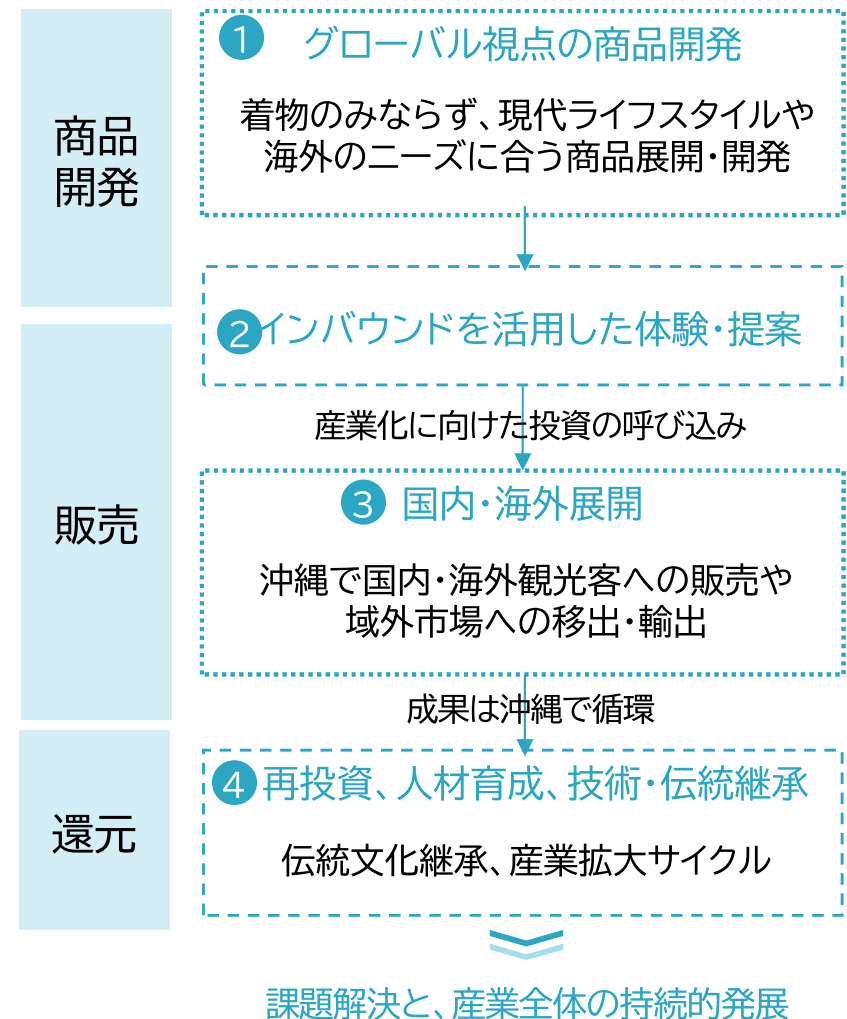 商品
開発
1 グローバル視点の商品開発
着物のみならず、現代ライフスタイルや
海外のニーズに合う商品展開・開発
販売
2 インバウンドを活用した体験・提案
産業化に向けた投資の呼び込み
3 国内・海外展開
沖縄で国内・海外観光客への販売や
域外市場への移出・輸出
成果は沖縄で循環
還元
4 再投資、人材育成、技術・伝統継承
伝統文化継承、産業拡大サイクル
課題解決と、産業全体の持続的発展